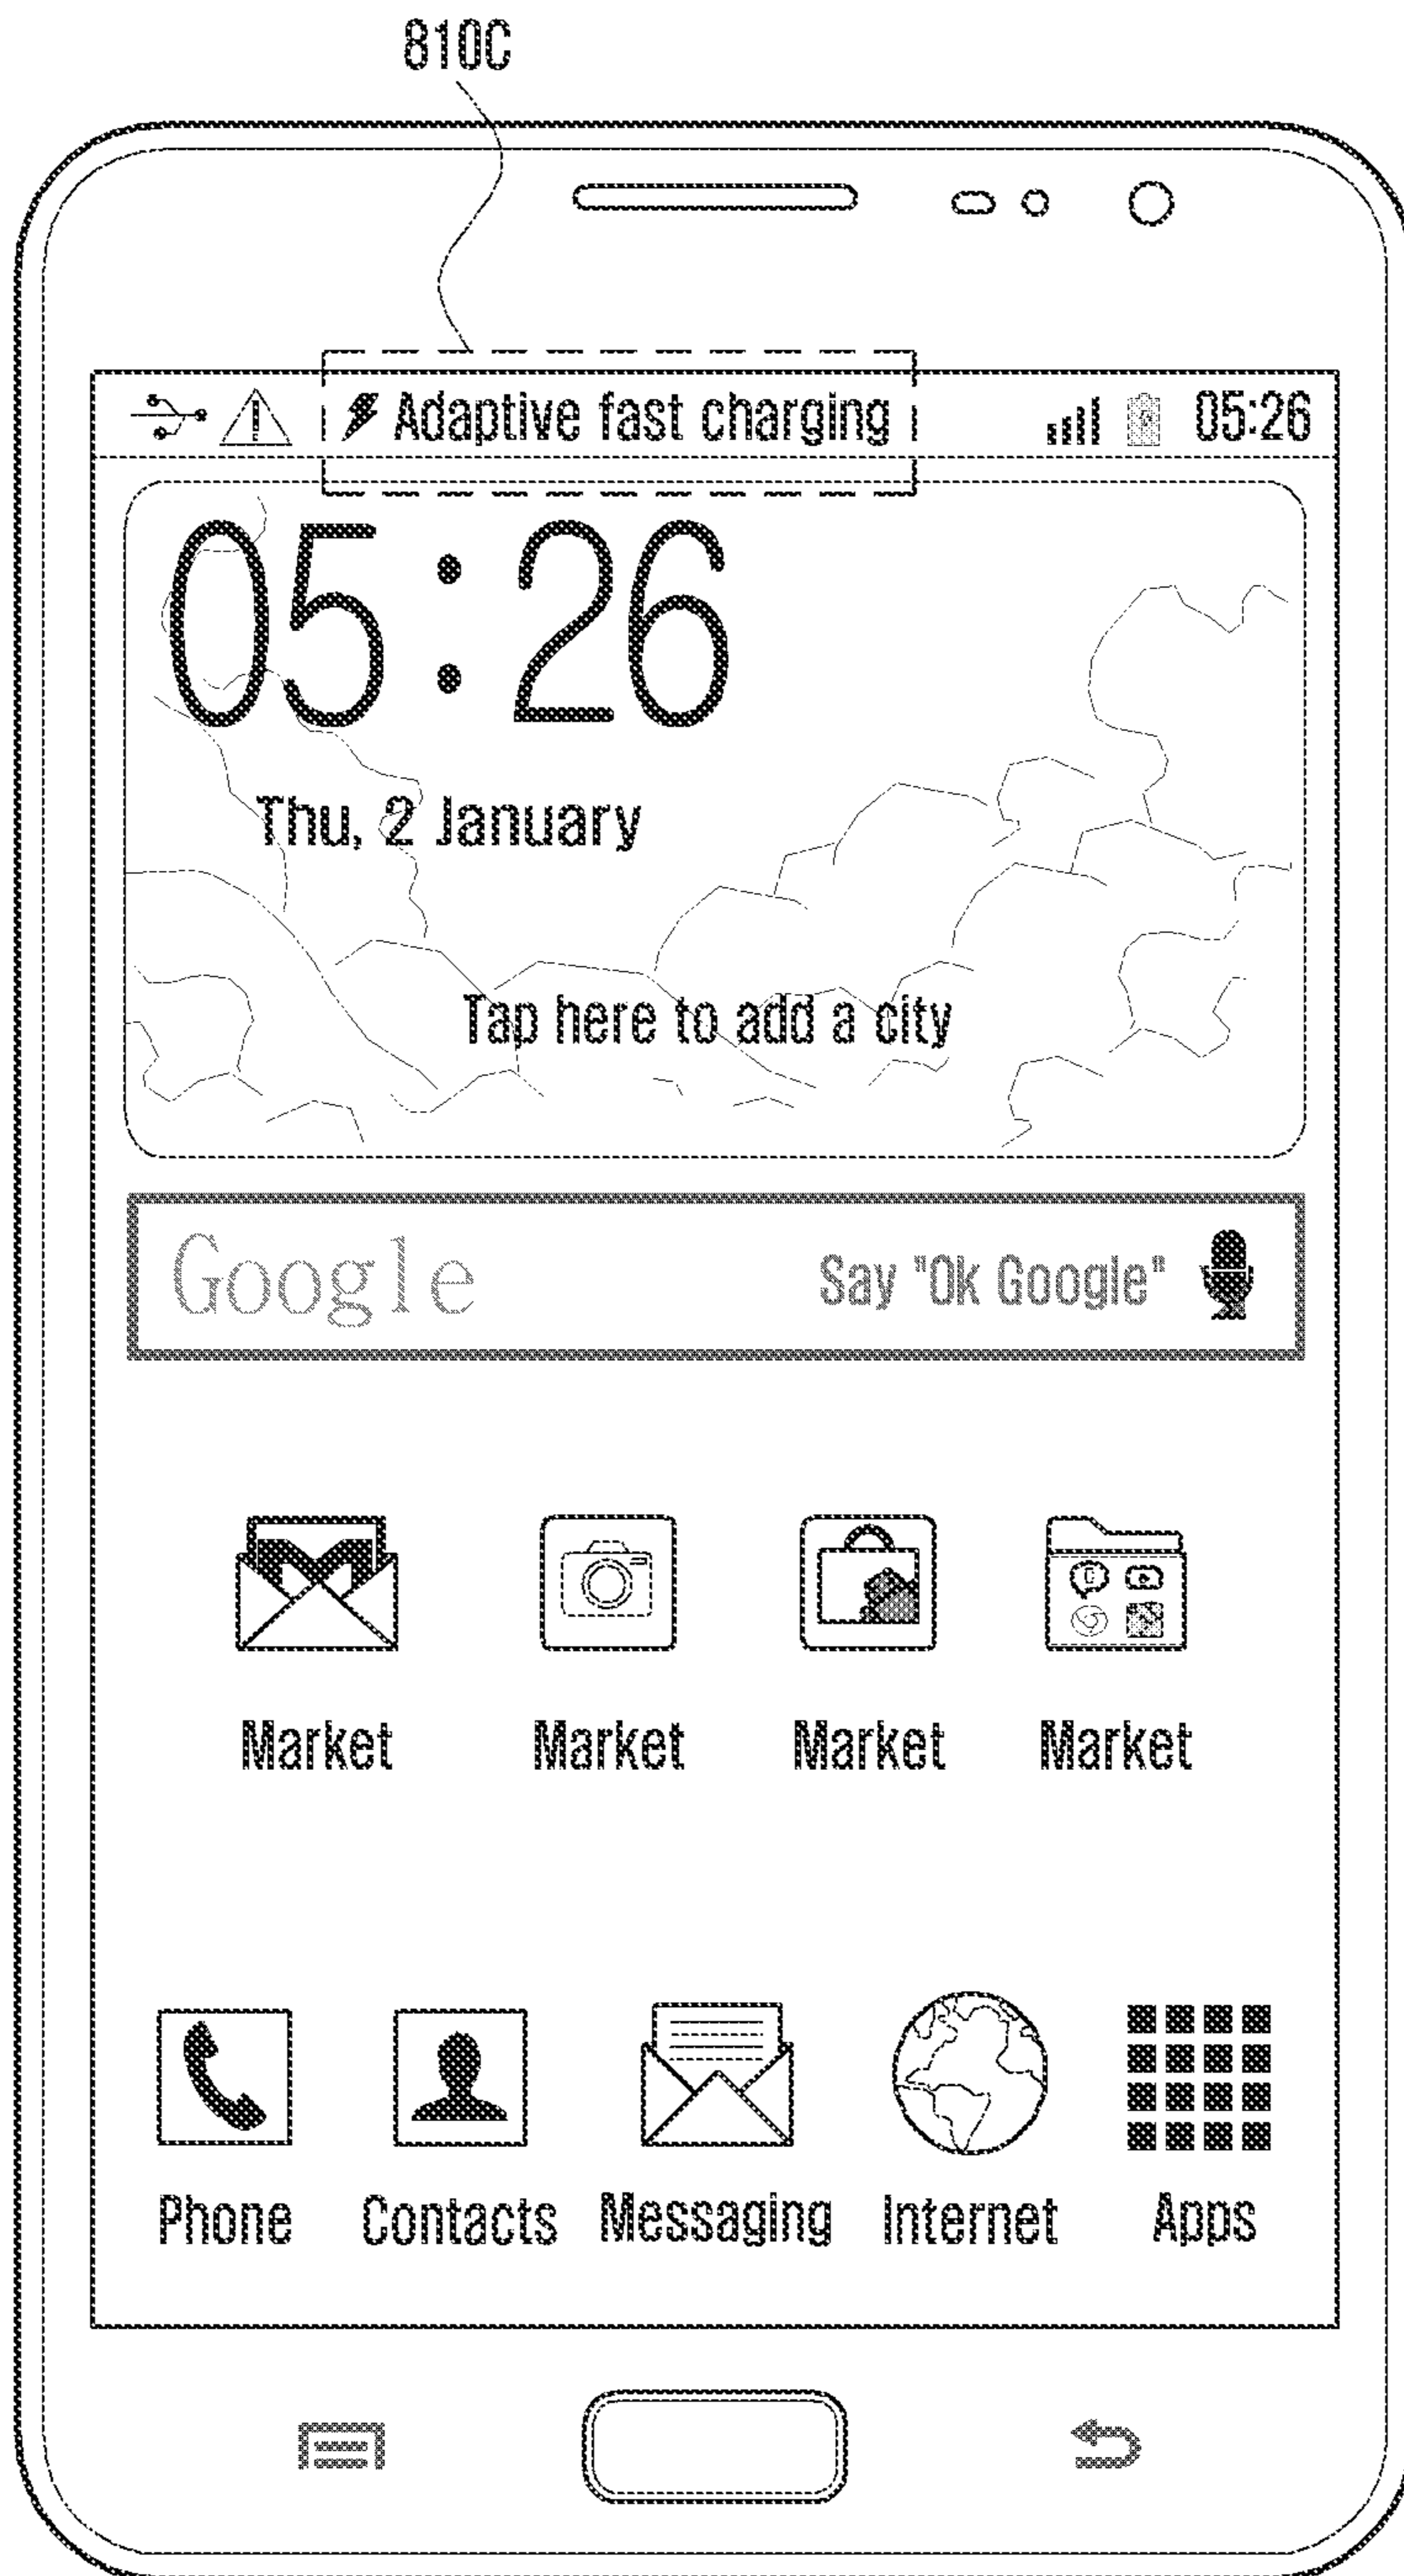 810C
Adaptive fast charging 05:26
05:26
Thu, 2 January
Tap here to add a city
Google Say "Ok Google"
Market Market Market Market
Phone Contacts Messaging Internet Apps